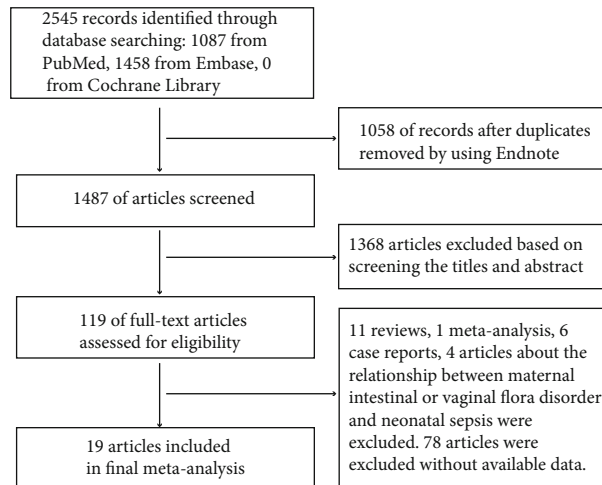 2545 records identified through
database searching: 1087 from
PubMed, 1458 from Embase, 0
from Cochrane Library
1058 of records after duplicates
removed by using Endnote
1487 of articles screened
1368 articles excluded based on
screening the titles and abstract
119 of full-text articles
assessed for eligibility
11 reviews, 1 meta-analysis, 6
case reports, 4 articles about the
relationship between maternal
intestinal or vaginal flora disorder
and neonatal sepsis were
excluded. 78 articles were
excluded without available data.
19 articles included
in final meta-analysis